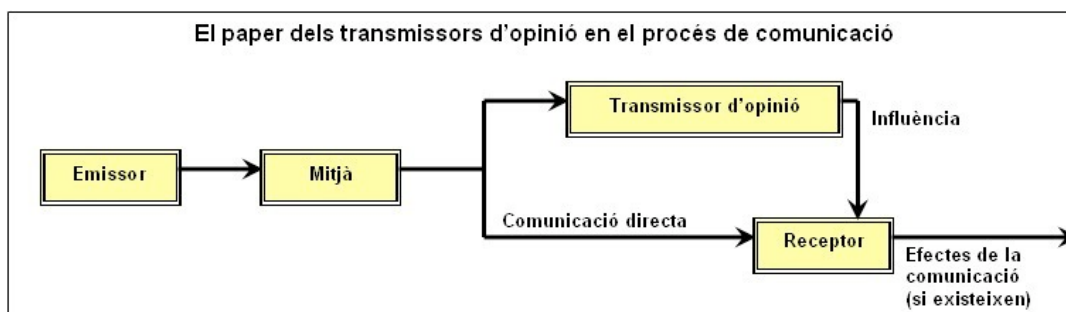 El paper dels transmissors d'opinió en el procés de comunicació
Transmissor d'opinió
Influència
Emissor
Mitjà
Comunicació directa
Receptor
Efectes de la
comunicació
(si existeixen)